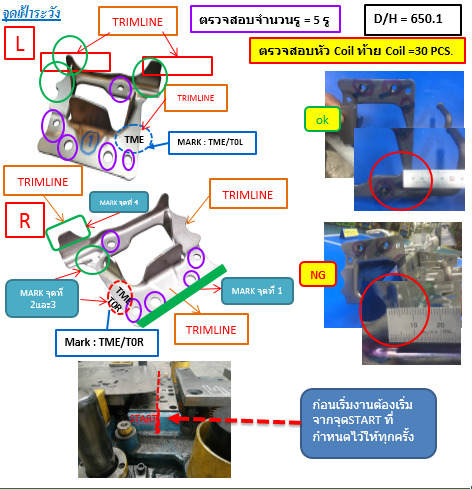 จุดเฝ้าระวัง
L
TRIMLINE
ตรวจสอบจำนวนรู = 5 รู
D/H = 650.1
ตรวจสอบหัว Coil ท้าย Coil =30 PCS.
TRIMLINE
TRIMLINE
TME
MARK : TME/T0L
ok
TRIMLINE
MARK จุดที่ 4
TRIMLINE
R
NG
MARK จุดที่
2และ3
TME
T0R
MARK จุดที่ 1
TRIMLINE
Mark : TME/T0R
10 20
START
ก่อนเริ่มงานต้องเริ่ม
จากจุดSTART ที่
กำหนดไว้ให้ทุกครั้ง